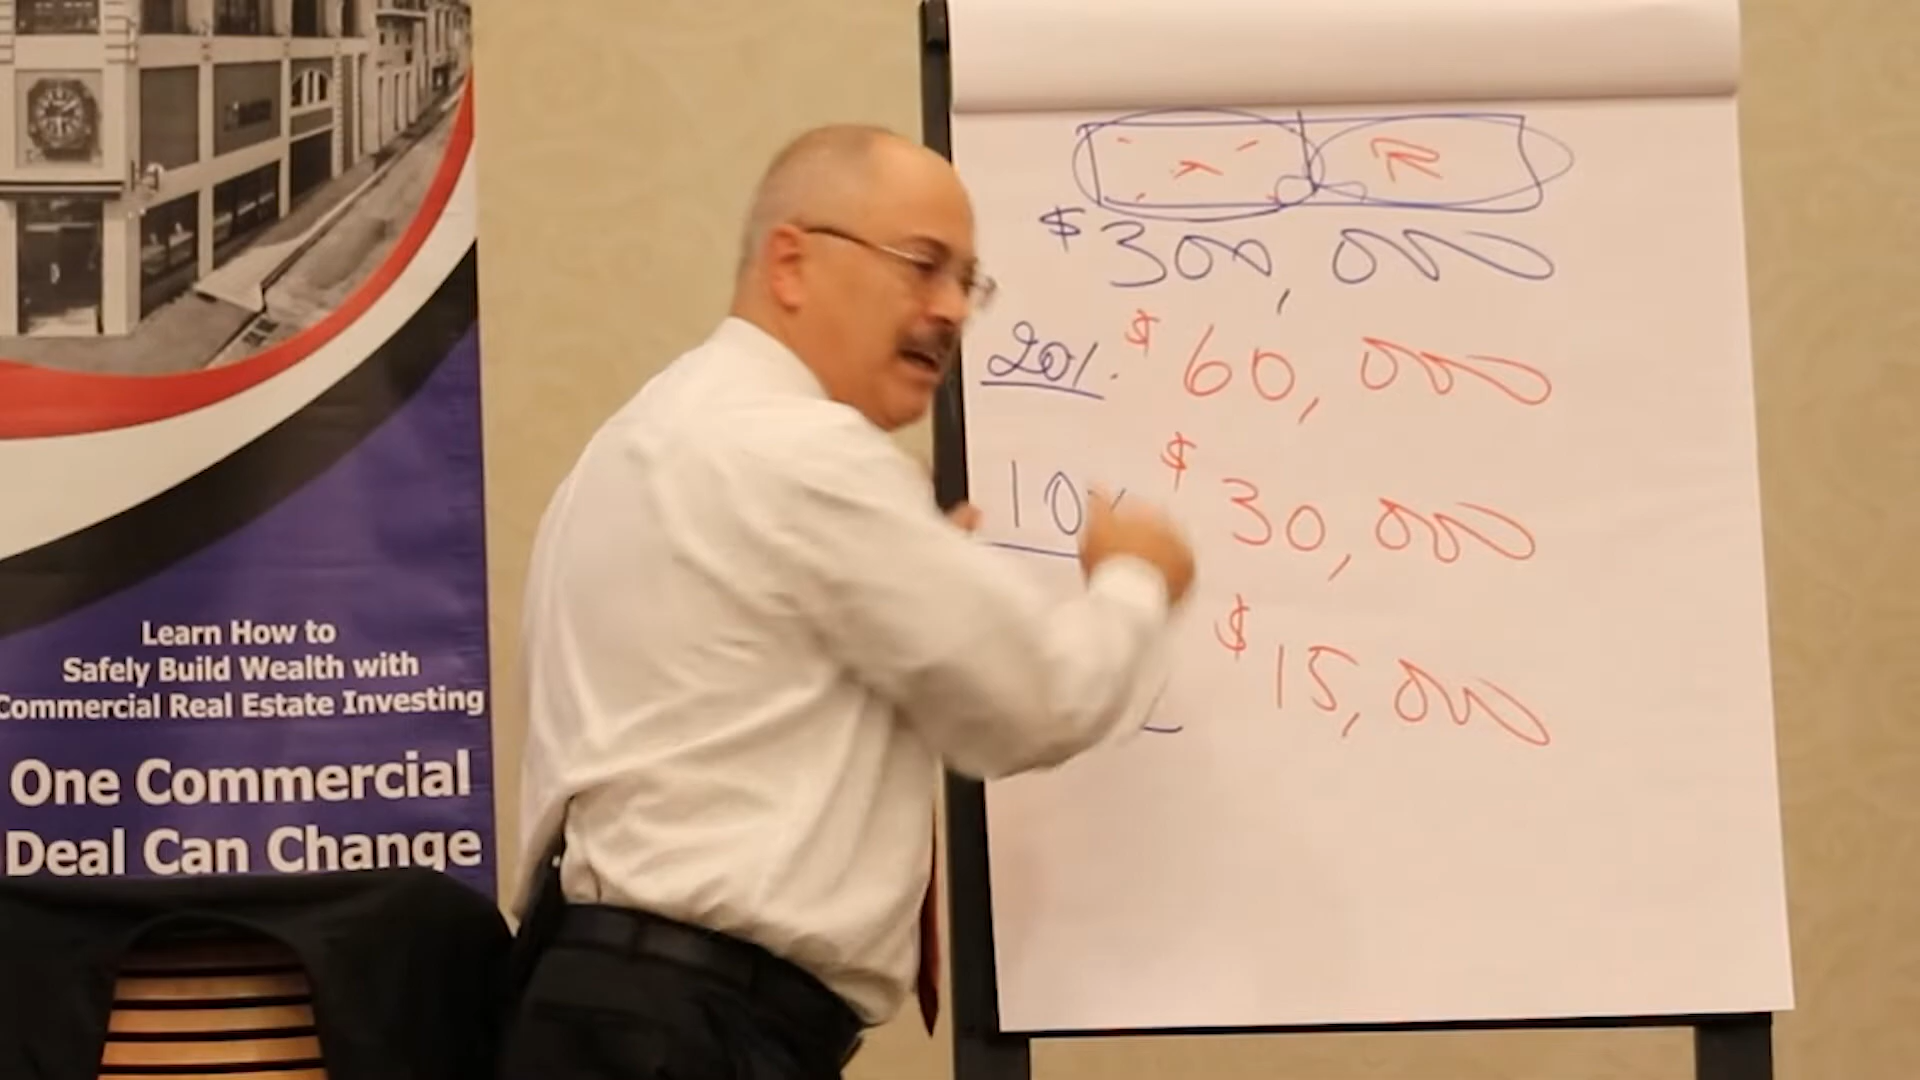 Learn How to
Safely Build Wealth with
Commercial Real Estate Investing
One Commercial
Deal Can Change
R
$300,000
20%. $60,000
10% $30,000
$15,000